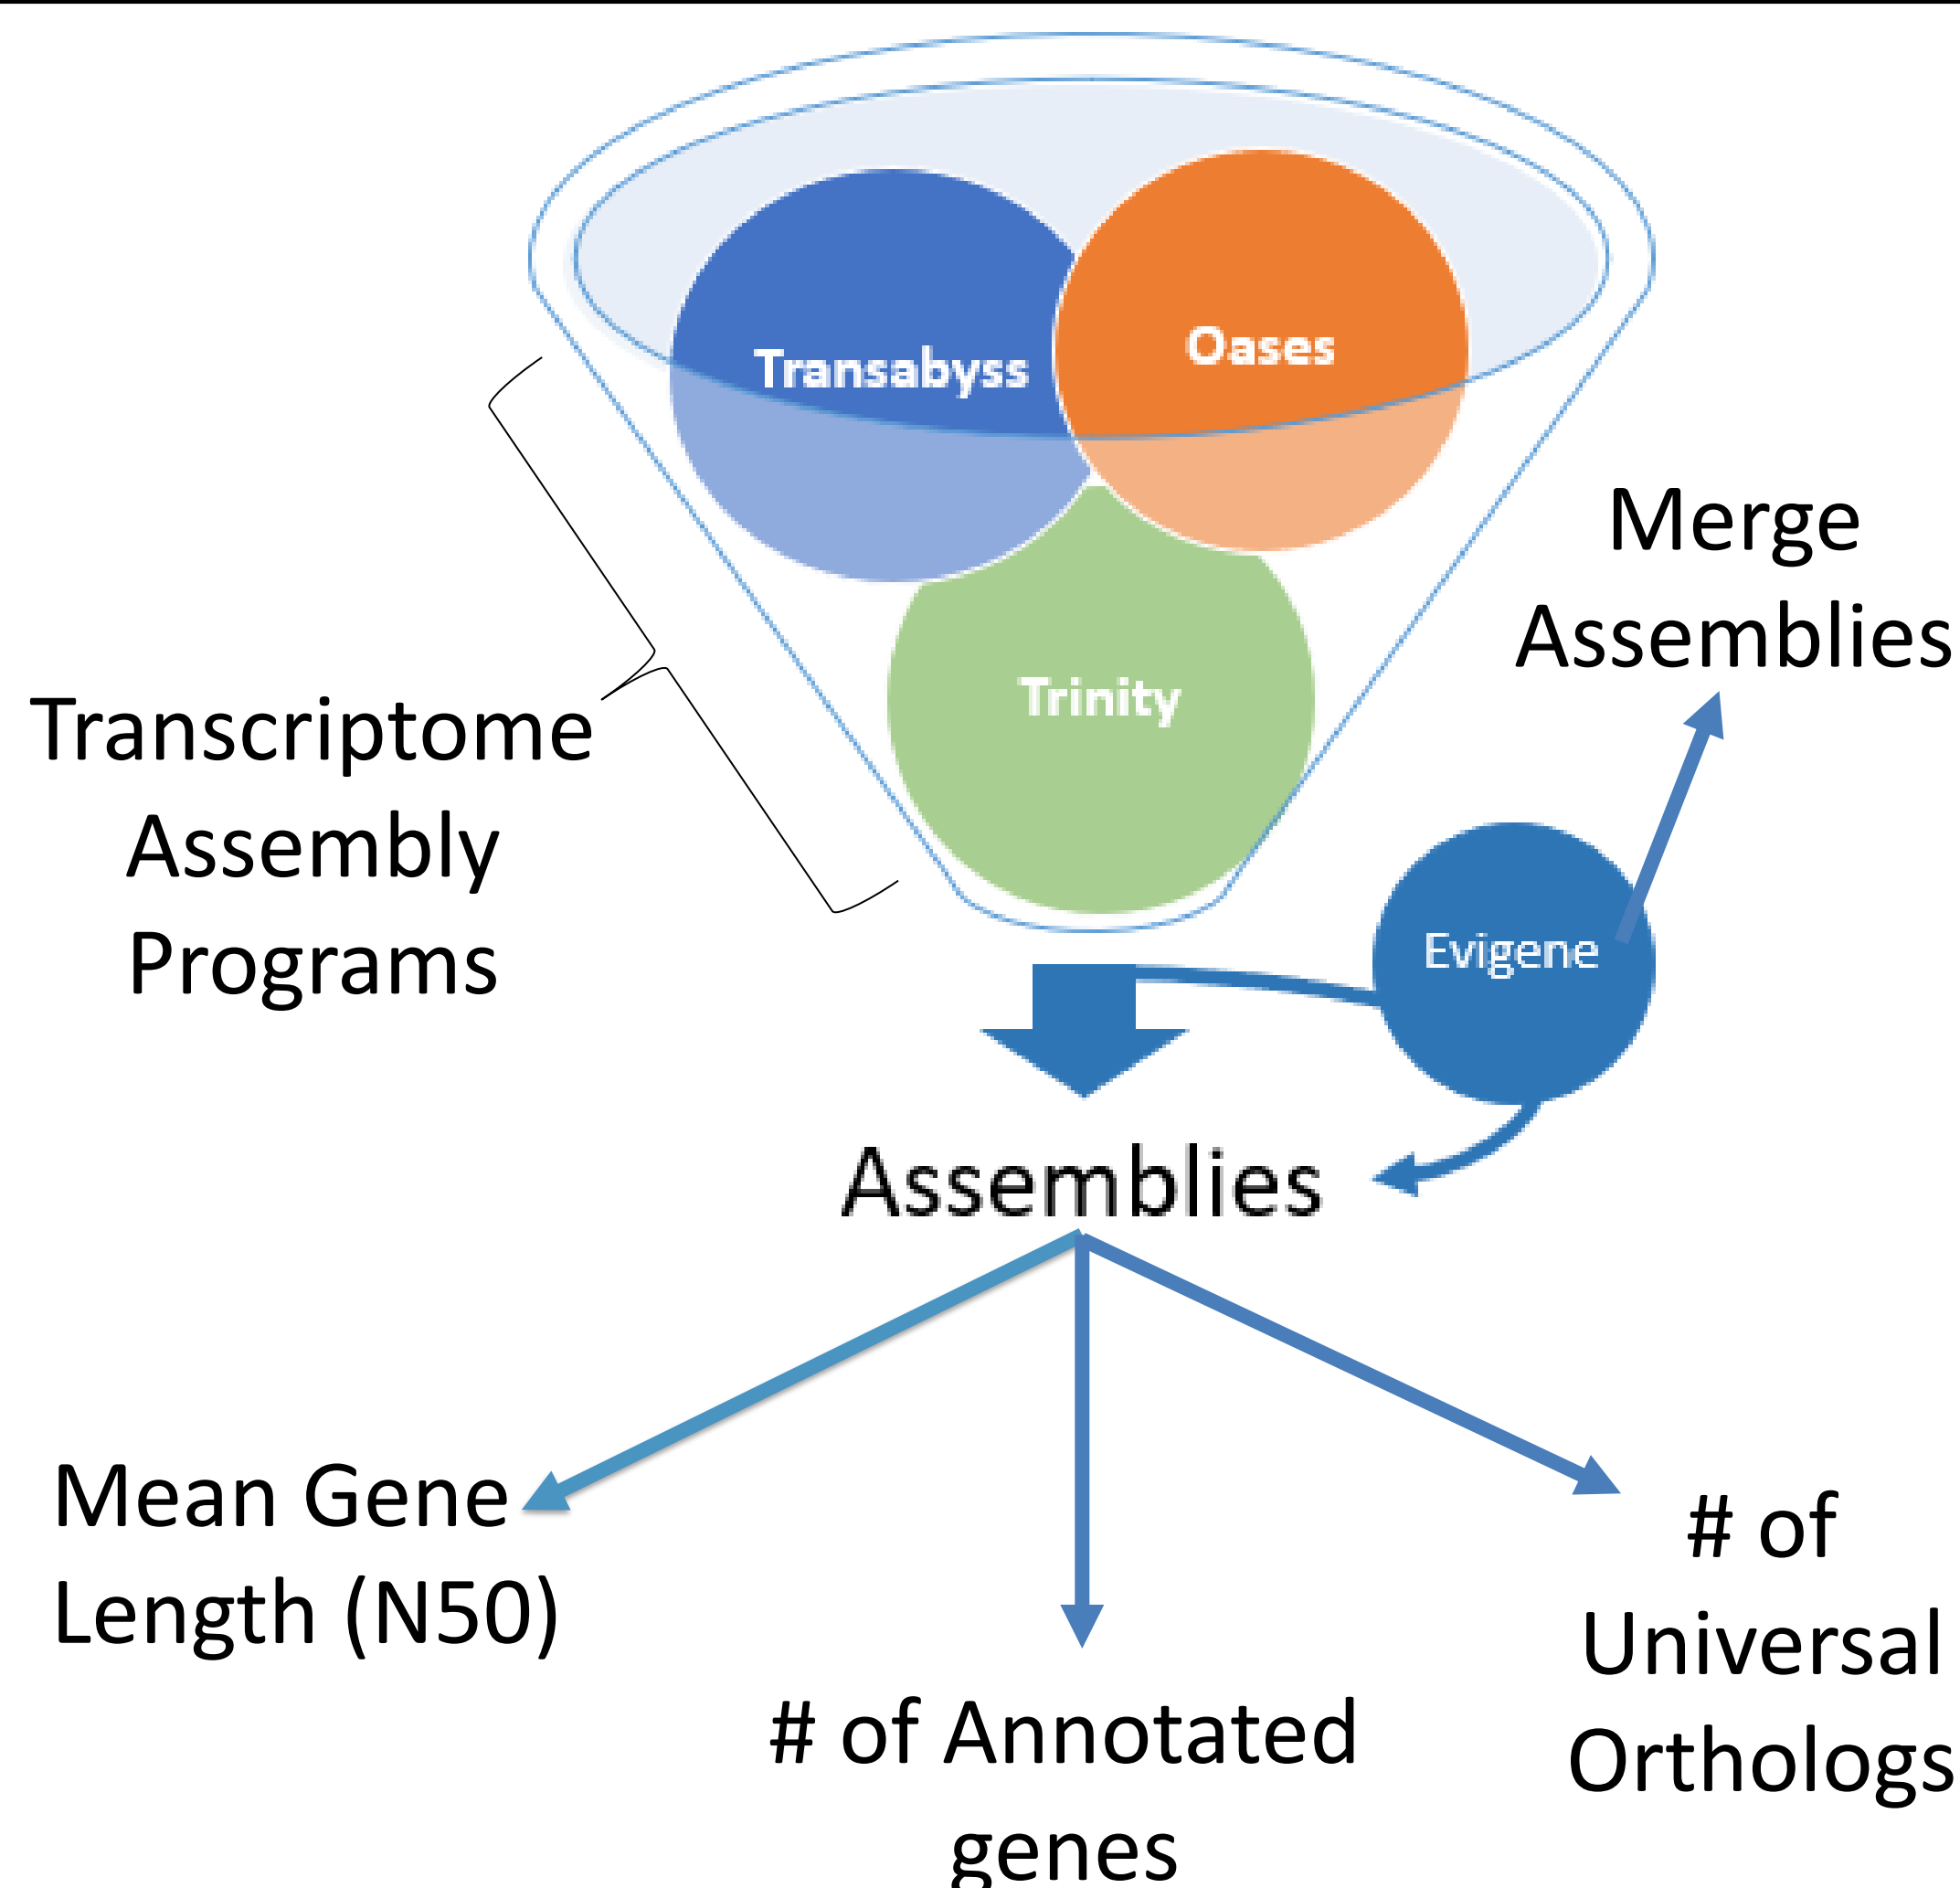 Transabyss
Oases
Trinity
Transcriptome
Assembly
Programs
Merge
Assemblies
Evigene
Assemblies
Mean Gene
Length (N50)
# of Annotated
genes
# of
Universal
Orthologs